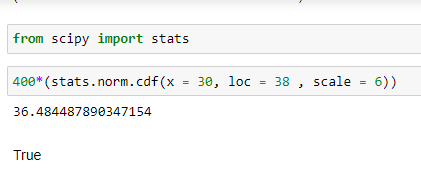 from scipy import stats
400*(stats.norm.cdf(x = 30, loc = 38 , scale = 6))
36.484487890347154
True